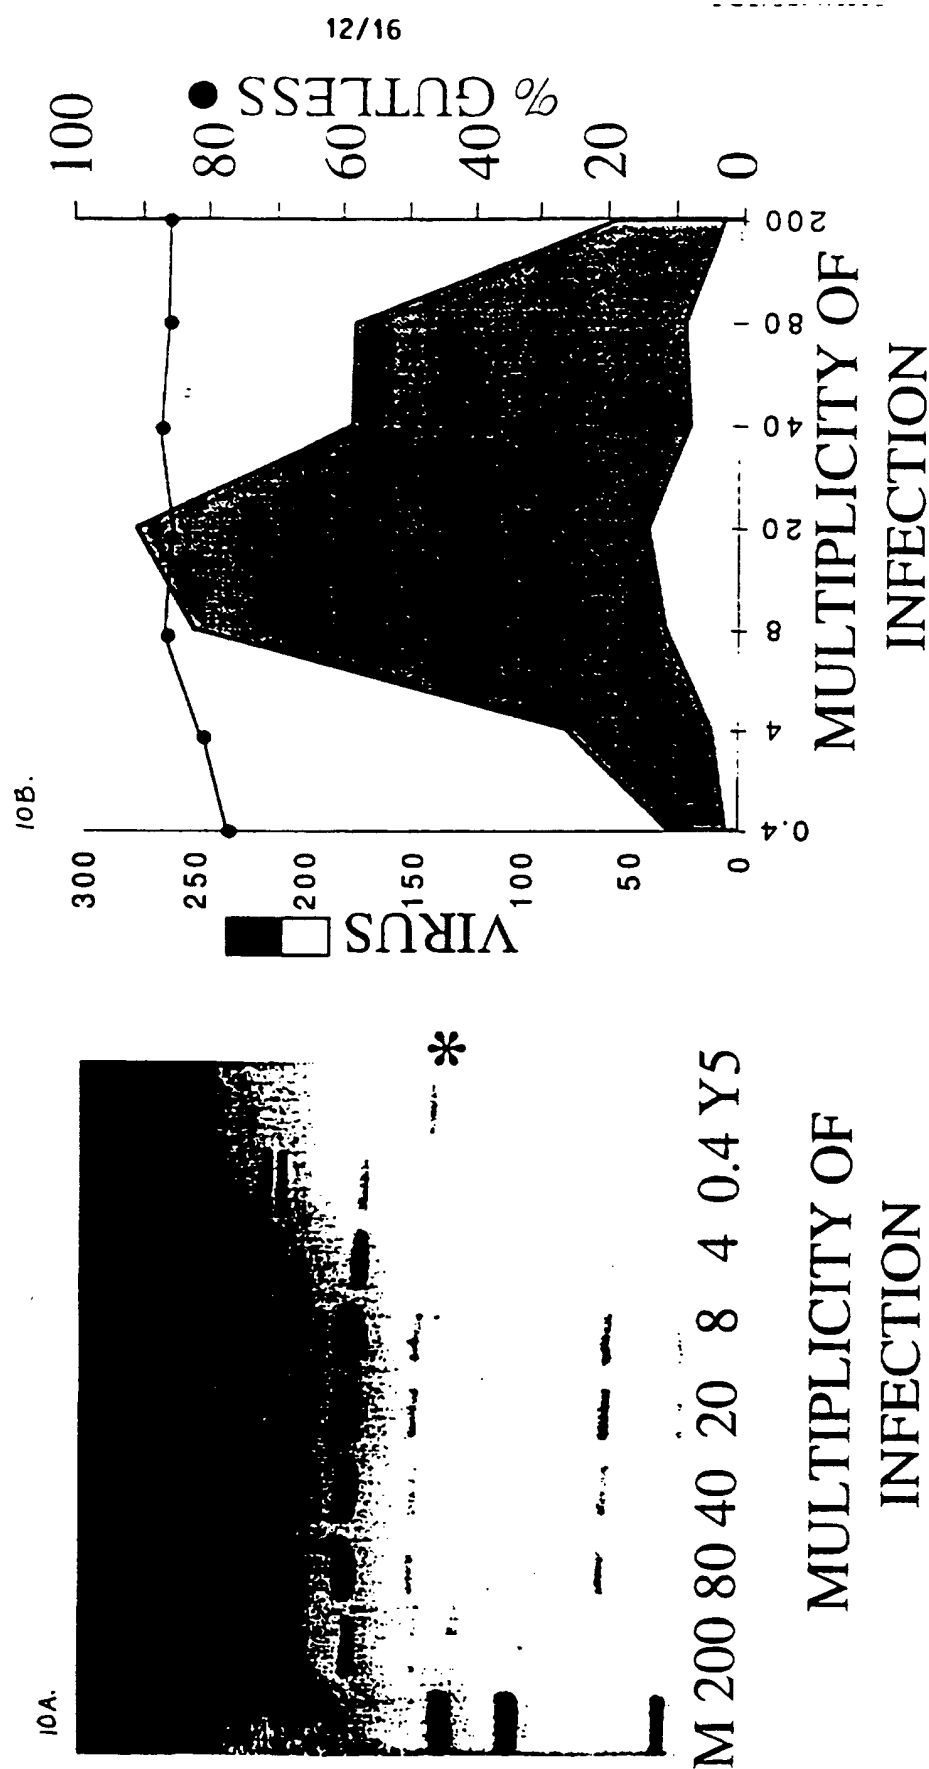 12/16
10A.
*
M 200 80 40 20 8 4 0.4 Y5
MULTIPLICITY OF
INFECTION
10B.
VIRUS
300
250
200
150
100
50
0
0.4 4 8 20 40 80 200
MULTIPLICITY OF
INFECTION
100
80
60
40
20
0
% GUTLESS